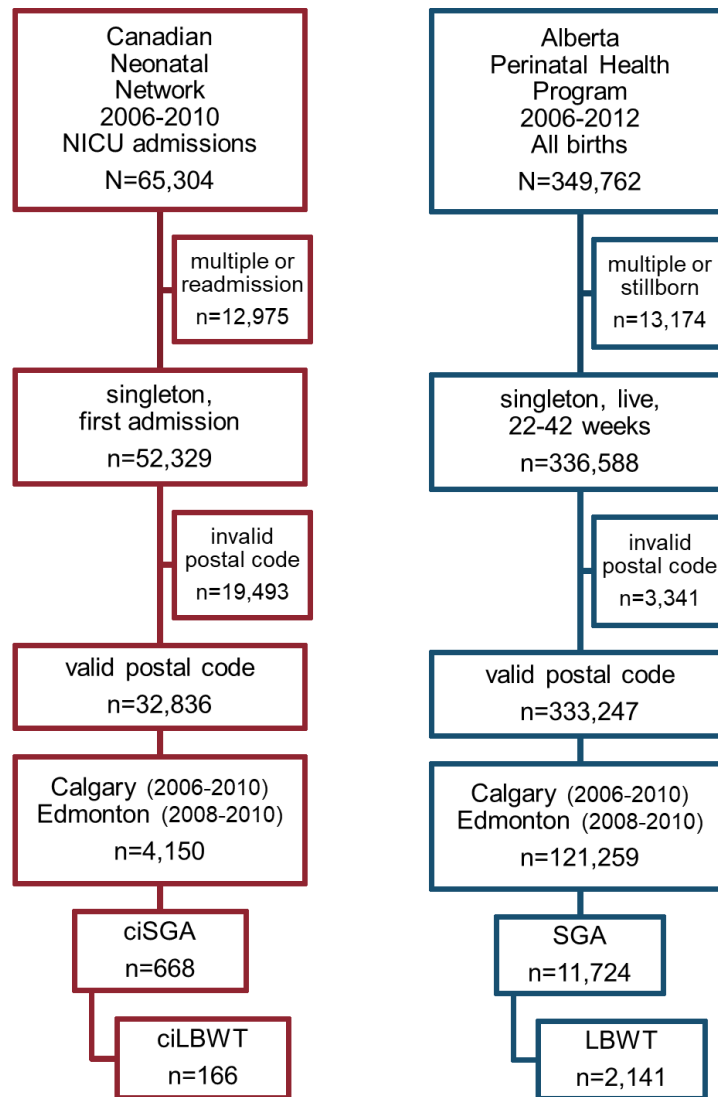 Canadian
Neonatal
Network
2006-2010
NICU admissions
N=65,304
multiple or
readmission
n=12,975
singleton,
first admission
n=52,329
invalid
postal code
n=19,493
valid postal code
n=32,836
Calgary (2006-2010)
Edmonton (2008-2010)
n=4,150
ciSGA
n=668
ciLBWT
n=166
Alberta
Perinatal Health
Program
2006-2012
All births
N=349,762
multiple or
stillborn
n=13,174
singleton, live,
22-42 weeks
n=336,588
invalid
postal code
n=3,341
valid postal code
n=333,247
Calgary (2006-2010)
Edmonton (2008-2010)
n=121,259
SGA
n=11,724
LBWT
n=2,141